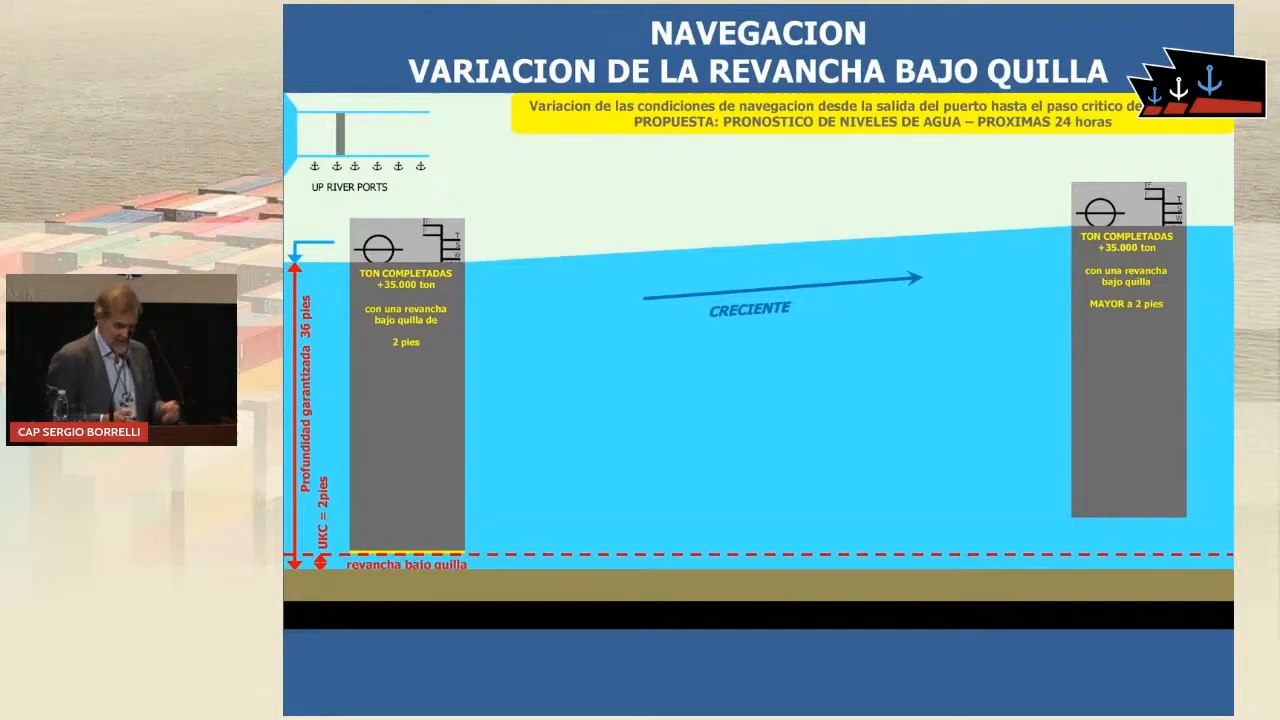 NAVEGACION
VARIACION DE LA REVANCHA BAJO QUILLA
Variacion de las condiciones de navegacion desde la salida del puerto hasta el paso critico de
PROPUESTA: PRONOSTICO DE NIVELES DE AGUA – PROXIMAS 24 horas
UP RIVER PORTS
TON COMPLETADAS
+35.000 ton
con una revancha
bajo quilla de
2 pies
TON COMPLETADAS
+35.000 ton
con una revancha
bajo quilla
MAYOR a 2 pies
CRECIENTE
Profundidad garantizada 36 pies
UKC = 2pies
revancha bajo quilla
CAP SERGIO BORRELLI